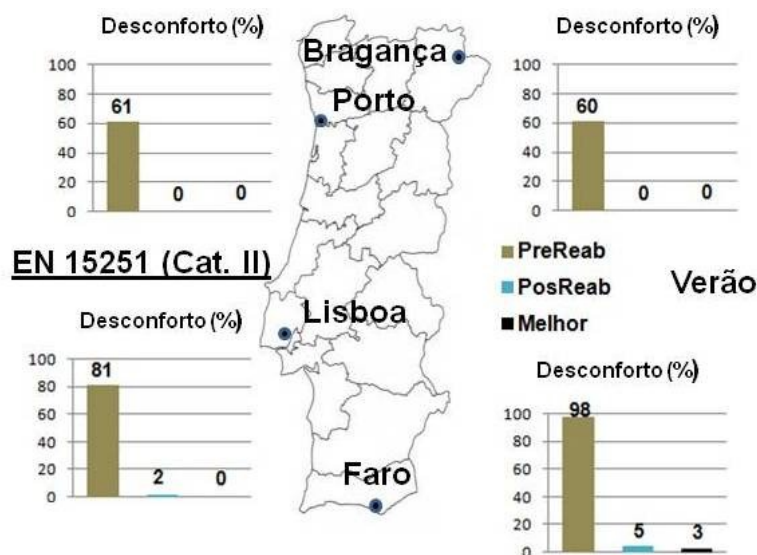 Desconforto (%)
100
80
60
40
20
0
61
0
0
Bragança
Porto
Desconforto (%)
100
80
60
40
20
0
60
0
0
EN 15251 (Cat. II)
PreReab
PosReab
Melhor
Verão
Desconforto (%)
100
80
60
40
20
0
81
2
0
Lisboa
Faro
Desconforto (%)
100
80
60
40
20
0
98
5
3